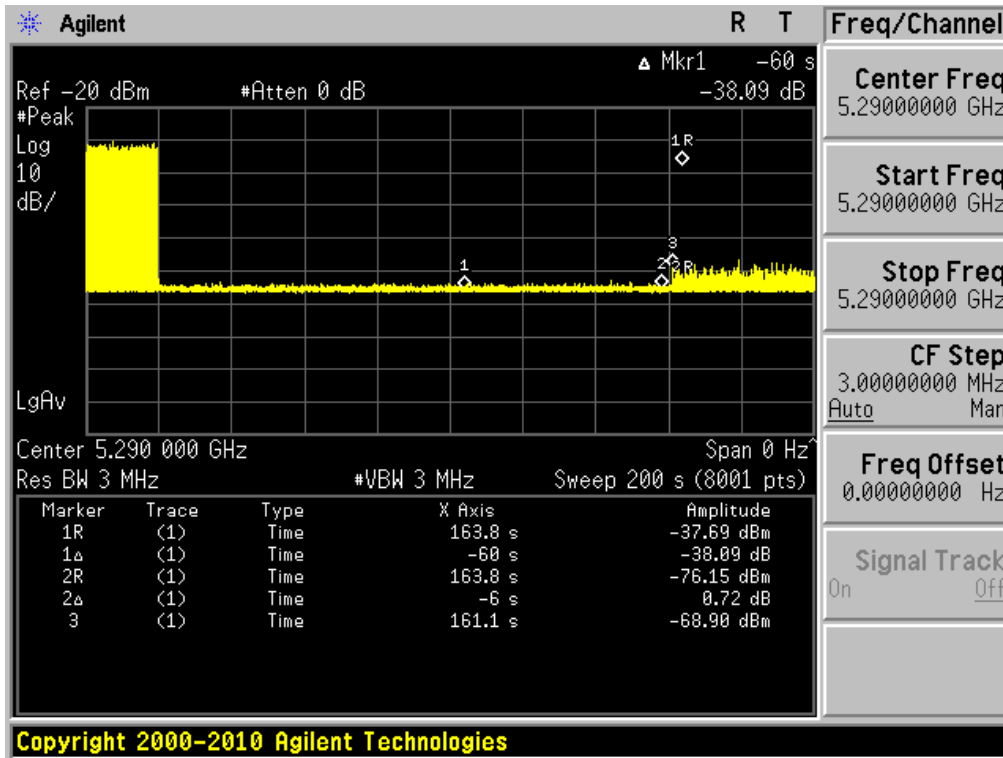 Agilent R T Freq/Channel
Δ Mkr1 -60 s
Ref -20 dBm #Atten 0 dB -38.09 dB
#Peak
Log
10
dB/
1R
3
1
2 2R
LgAv
Center 5.290 000 GHz Span 0 Hz^
Res BW 3 MHz #VBW 3 MHz Sweep 200 s (8001 pts)
Marker Trace Type X Axis Amplitude
1R (1) Time 163.8 s -37.69 dBm
1Δ (1) Time -60 s -38.09 dB
2R (1) Time 163.8 s -76.15 dBm
2Δ (1) Time -6 s 0.72 dB
3 (1) Time 161.1 s -68.90 dBm
Center Freq
5.29000000 GHz
Start Freq
5.29000000 GHz
Stop Freq
5.29000000 GHz
CF Step
3.00000000 MHz
Auto Man
Freq Offset
0.00000000 Hz
Signal Track
On Off
Copyright 2000-2010 Agilent Technologies